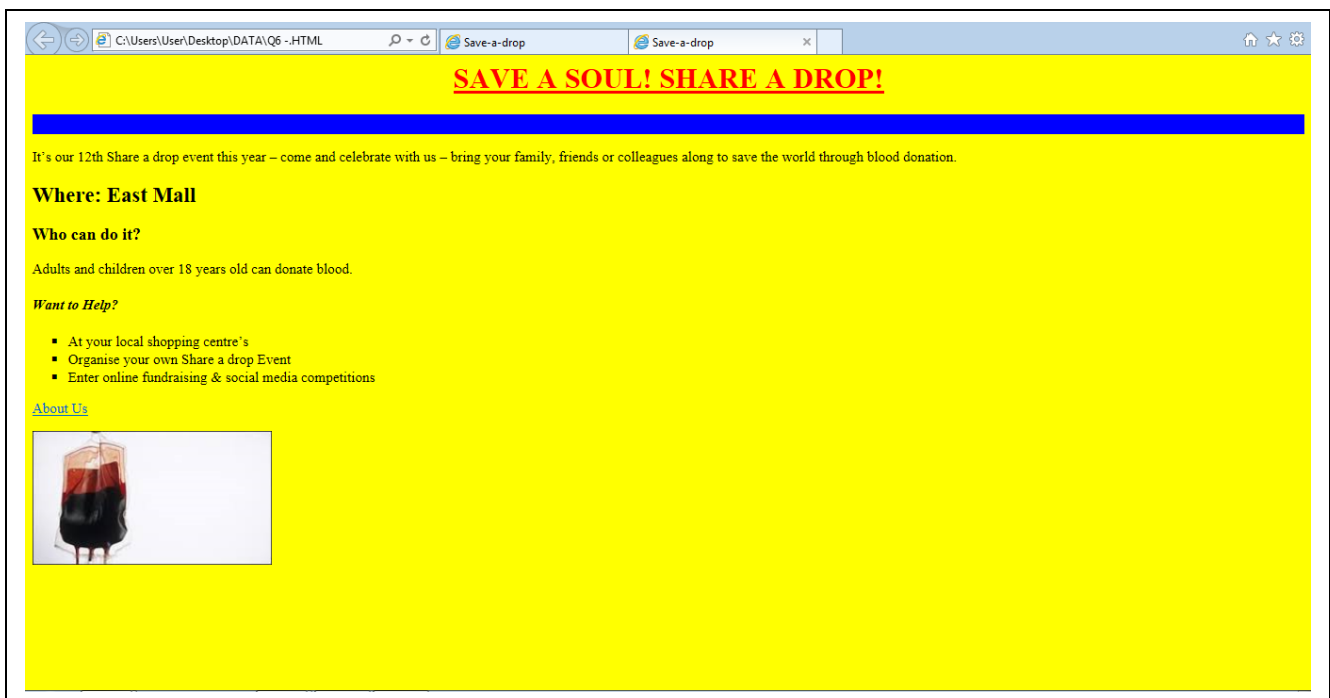 C:\Users\User\Desktop\DATA\Q6 -.HTML
Save-a-drop
Save-a-drop
SAVE A SOUL! SHARE A DROP!
It’s our 12th Share a drop event this year – come and celebrate with us – bring your family, friends or colleagues along to save the world through blood donation.
Where: East Mall
Who can do it?
Adults and children over 18 years old can donate blood.
Want to Help?
At your local shopping centre’s
Organise your own Share a drop Event
Enter online fundraising & social media competitions
About Us